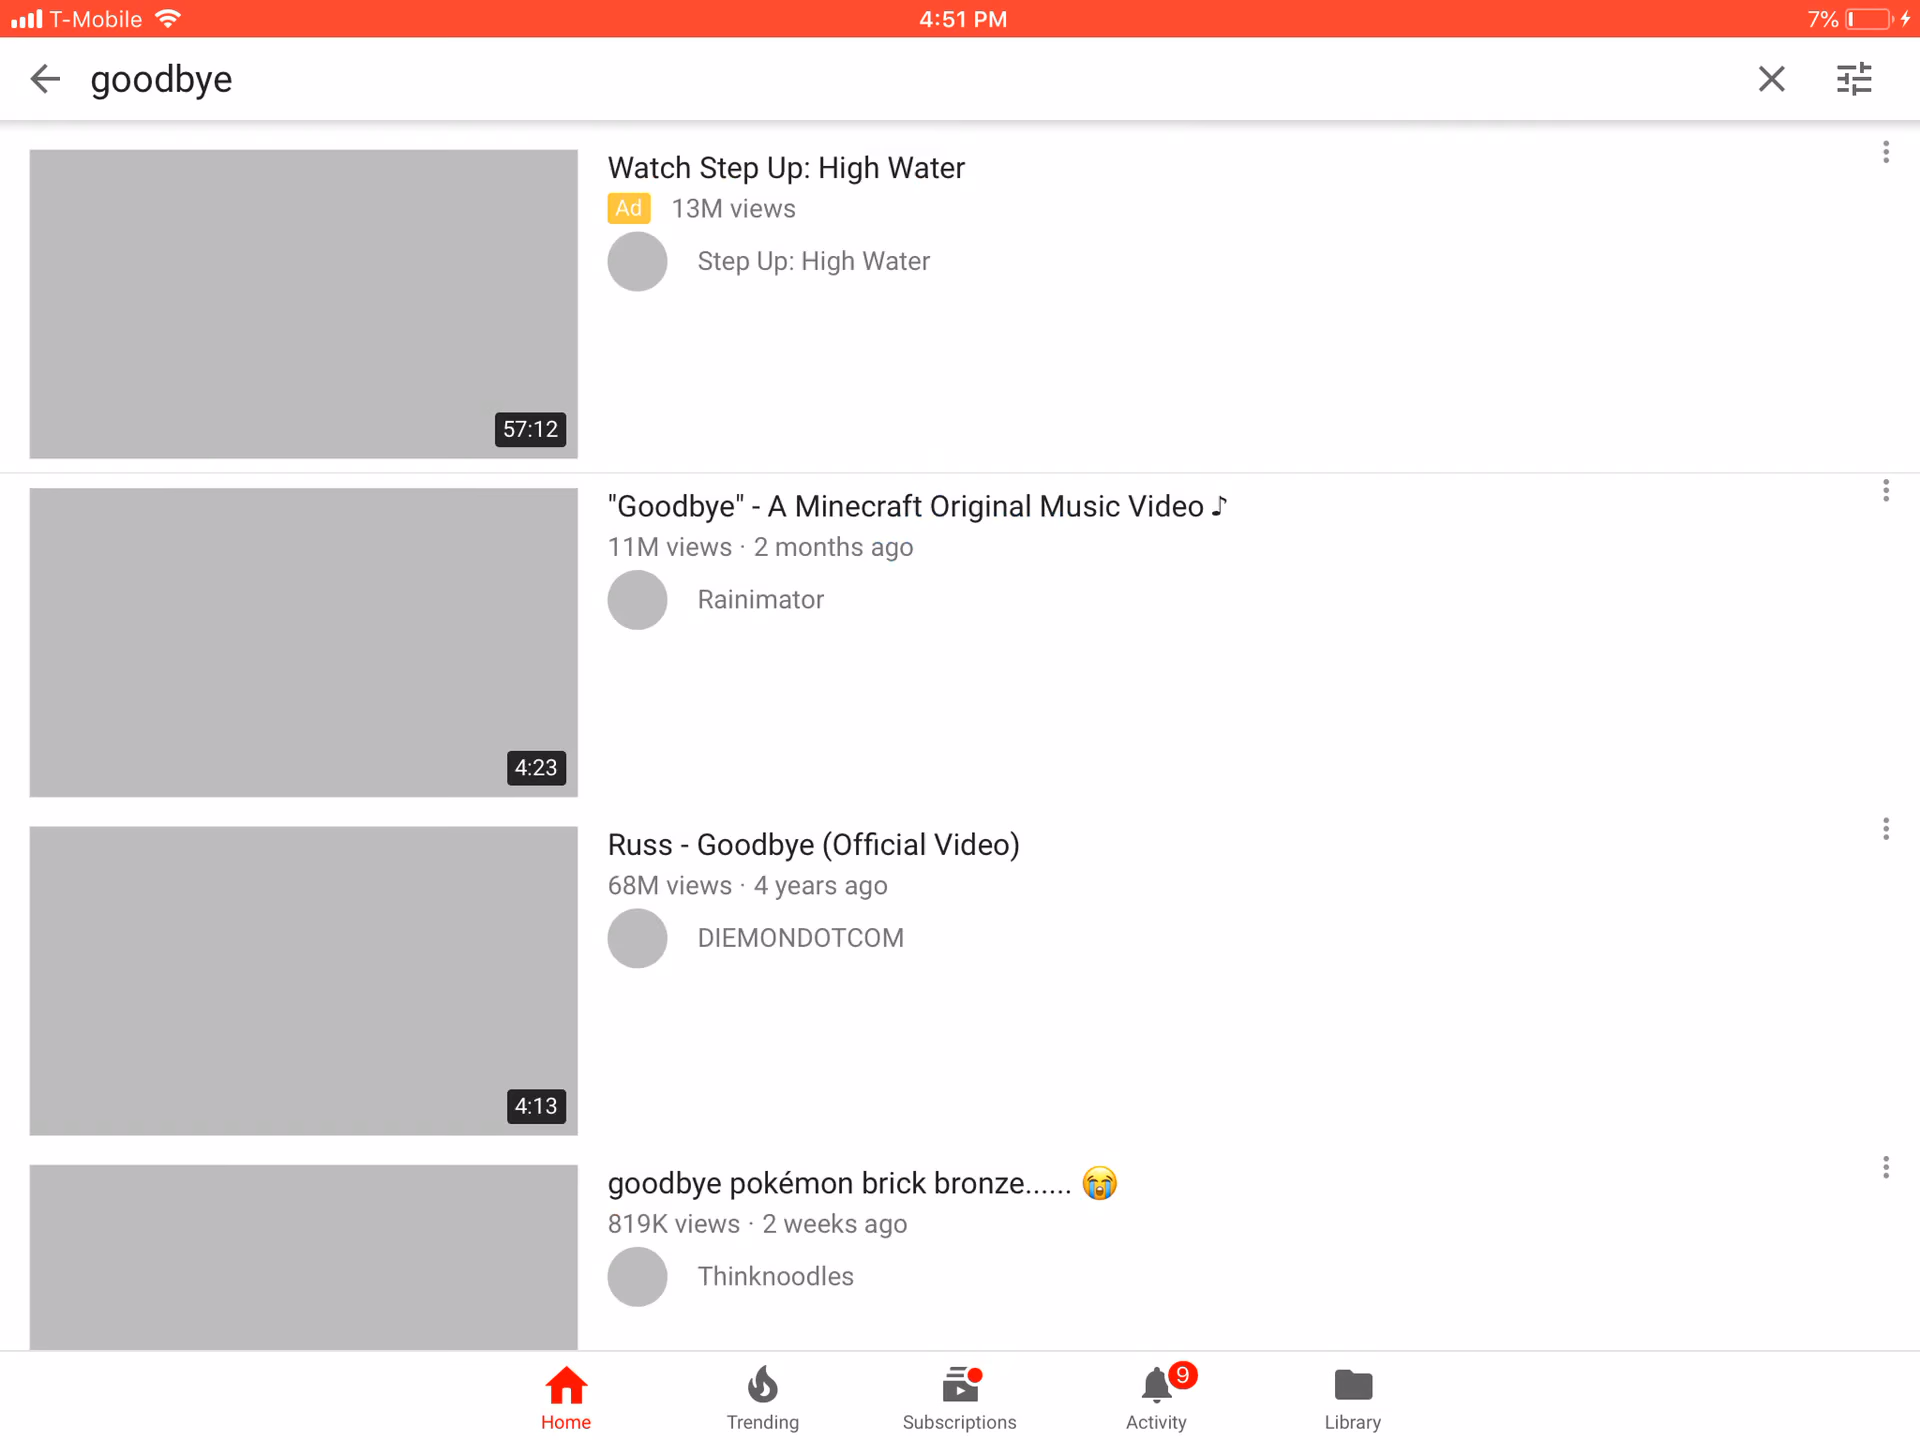 T-Mobile 4:51 PM 7%
goodbye
Watch Step Up: High Water
Ad 13M views
Step Up: High Water
57:12
"Goodbye" - A Minecraft Original Music Video ♪
11M views · 2 months ago
Rainimator
4:23
Russ - Goodbye (Official Video)
68M views · 4 years ago
DIEMONDOTCOM
4:13
goodbye pokémon brick bronze...... 😭
819K views · 2 weeks ago
Thinknoodles
9
Home Trending Subscriptions Activity Library